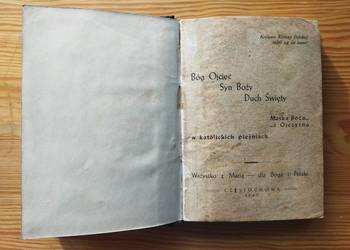 Królowo Korony Polskiej
módl się za nami!
Bóg Ojciec
Syn Boży
Duch Święty
Matka Boża...
...i Ojczyzna
w katolickich pieśniach
Wszystko z Marią — dla Boga i Polski
CZĘSTOCHOWA